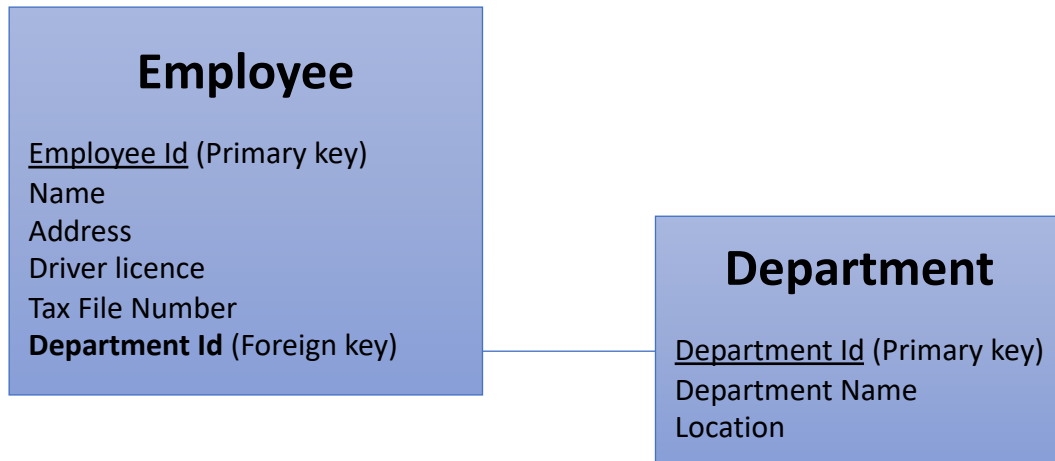 Employee
Employee Id (Primary key)
Name
Address
Driver licence
Tax File Number
Department Id (Foreign key)
Department
Department Id (Primary key)
Department Name
Location